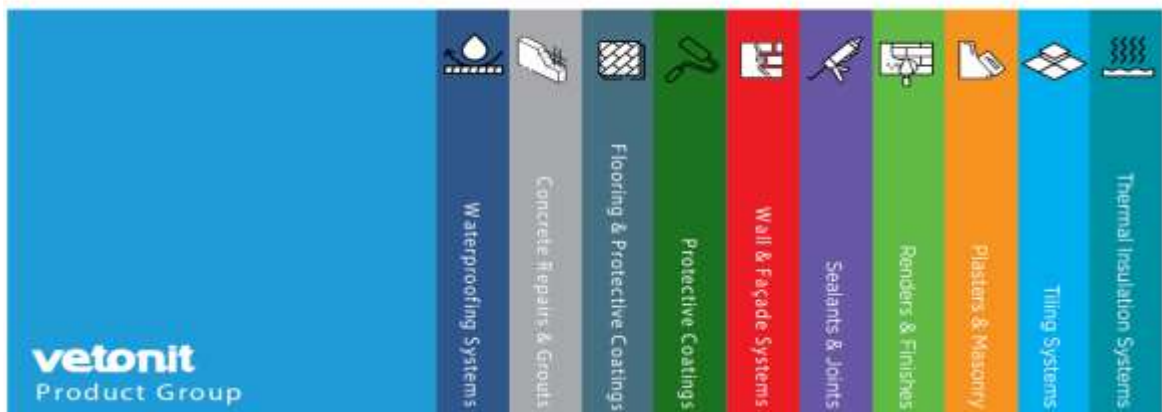 vetonit
Product Group
Waterproofing Systems
Concrete Repairs & Grouts
Flooring & Protective Coatings
Protective Coatings
Wall & Façade Systems
Sealants & Joints
Renders & Finishes
Plasters & Masonry
Tiling Systems
Thermal Insulation Systems